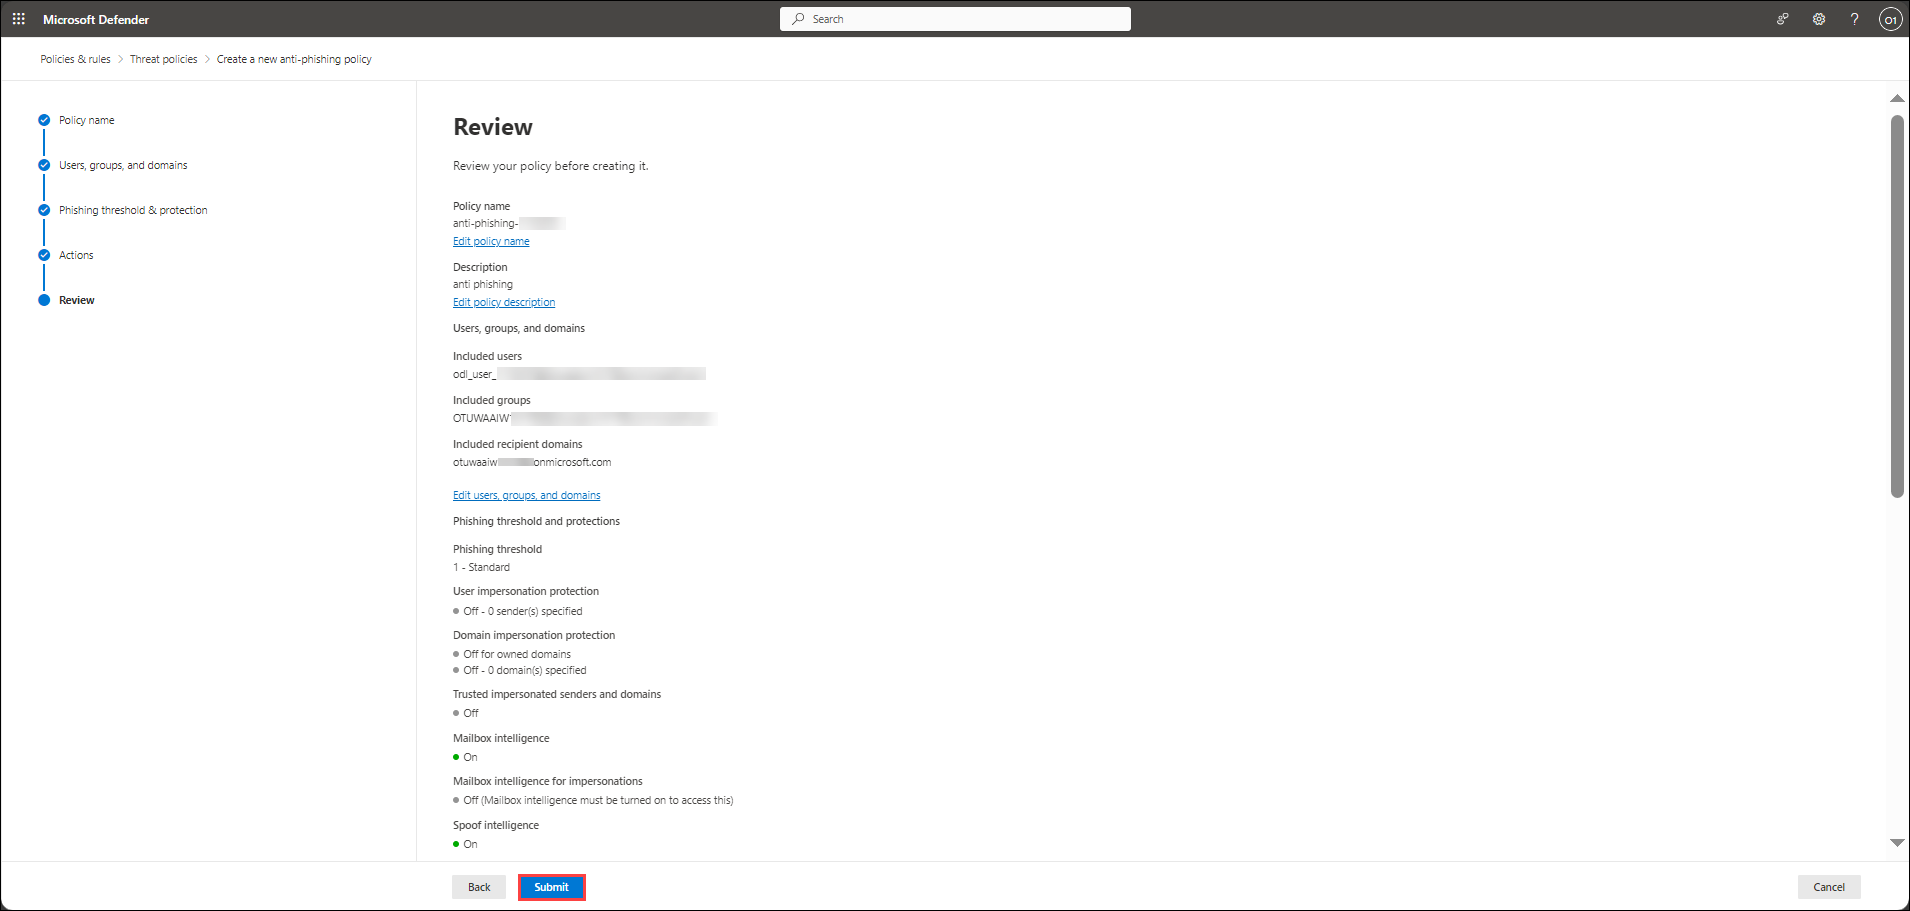 Microsoft Defender
Search
?
O1
Policies & rules > Threat policies > Create a new anti-phishing policy
Policy name
Users, groups, and domains
Phishing threshold & protection
Actions
Review
Review
Review your policy before creating it.
Policy name
anti-phishing-
Edit policy name
Description
anti phishing
Edit policy description
Users, groups, and domains
Included users
odl_user_
Included groups
OTUWAAIW
Included recipient domains
otuwaaiw onmicrosoft.com
Edit users, groups, and domains
Phishing threshold and protections
Phishing threshold
1 - Standard
User impersonation protection
Off - 0 sender(s) specified
Domain impersonation protection
Off for owned domains
Off - 0 domain(s) specified
Trusted impersonated senders and domains
Off
Mailbox intelligence
On
Mailbox intelligence for impersonations
Off (Mailbox intelligence must be turned on to access this)
Spoof intelligence
On
Back
Submit
Cancel